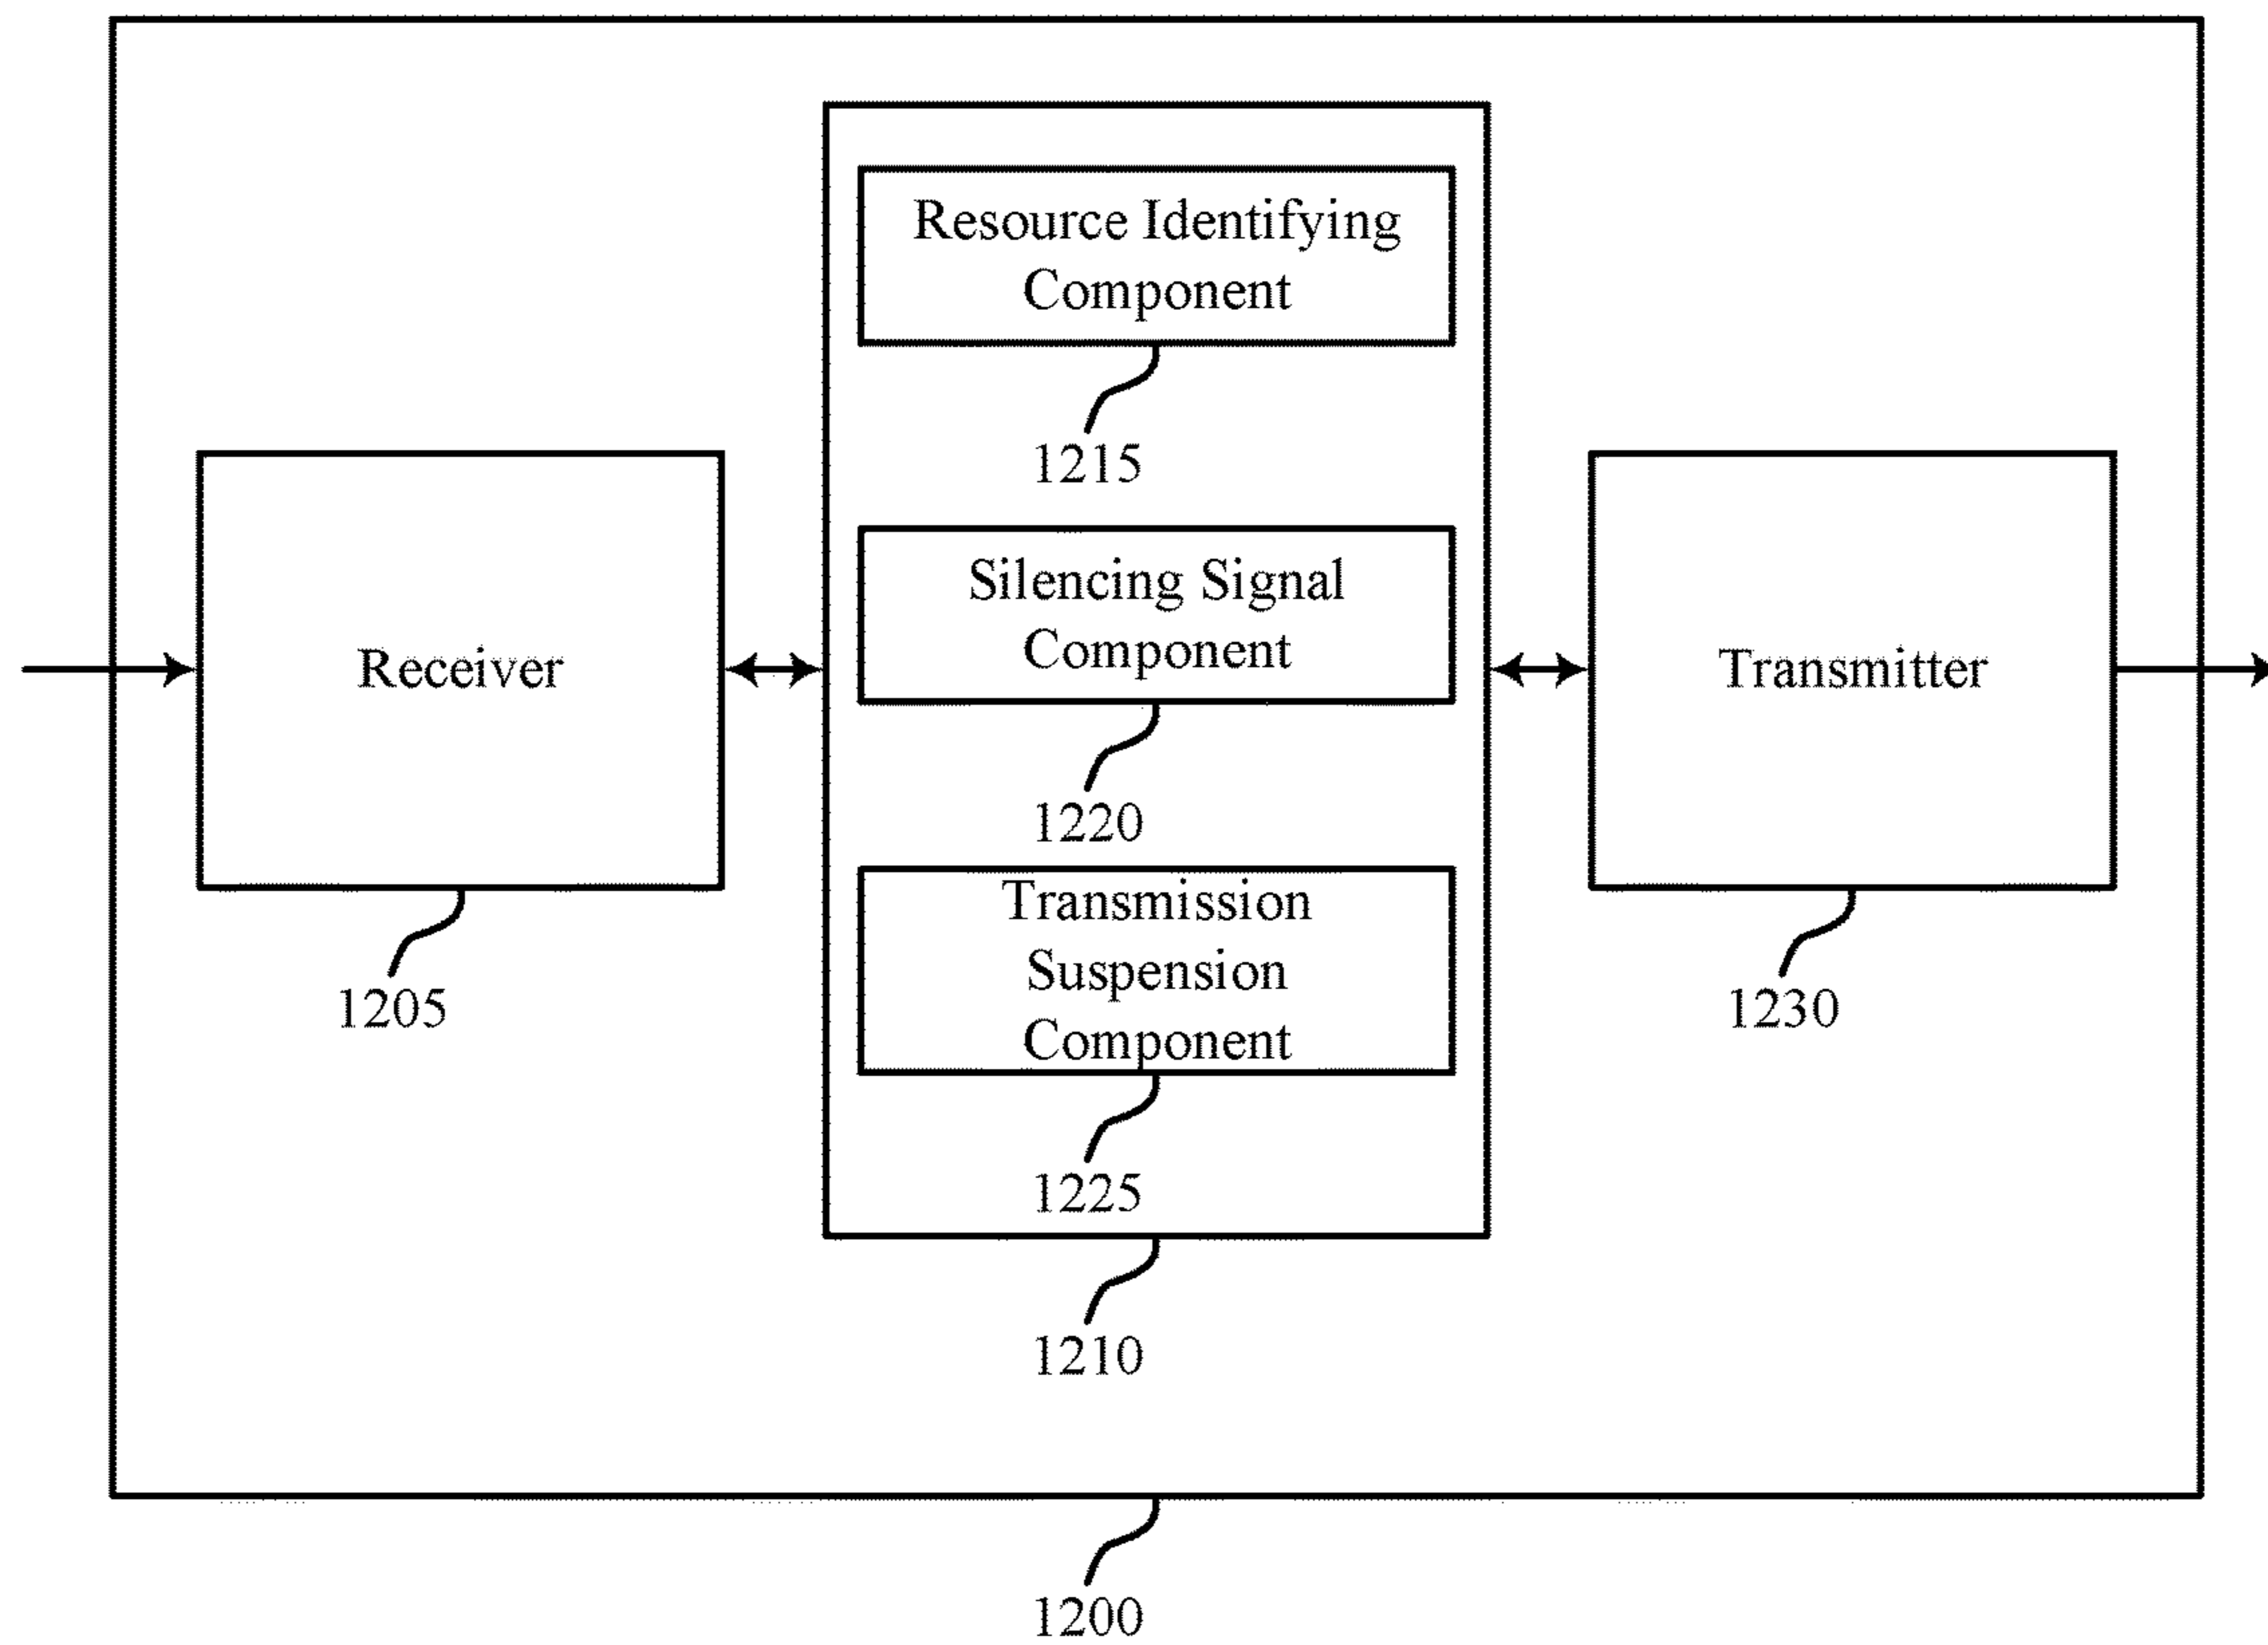 Resource Identifying
Component
1215
Silencing Signal
Component
1220
Transmission
Suspension
Component
1225
1210
Receiver
1205
Transmitter
1230
1200